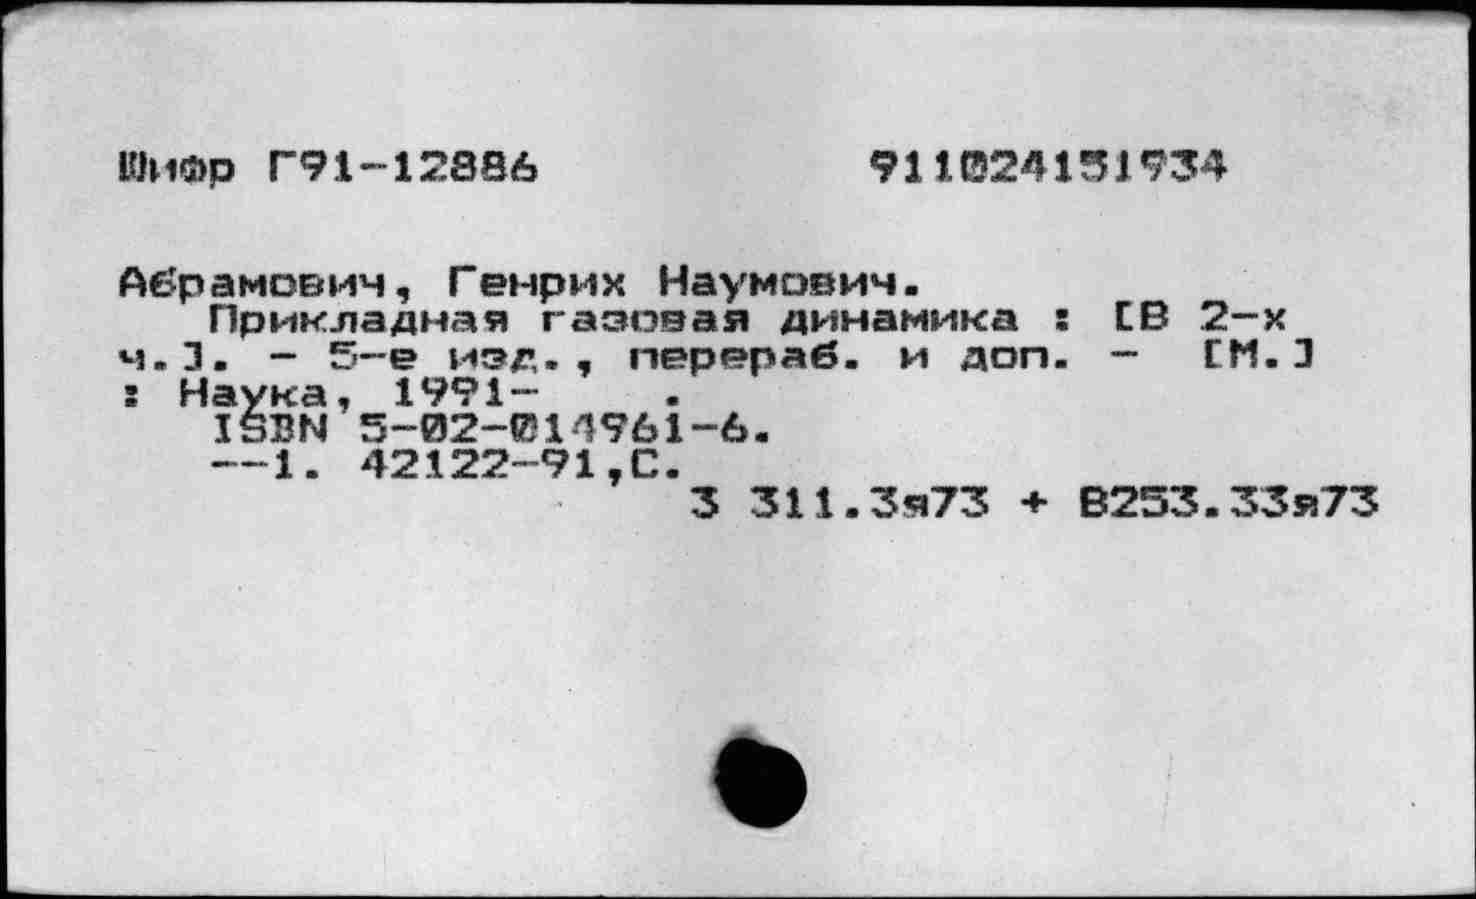 Шифр Г91-12886 911024151934
Абрамович, Генрих Наумович.
Прикладная газовая динамика : [В 2-х
ч.]. - 5-е изд., перераб. и доп. - [М.]
: Наука, 1991- .
ISBN 5-02-014961-6.
--1. 42122-91,С.
З 311.3я73 + В253.33я73